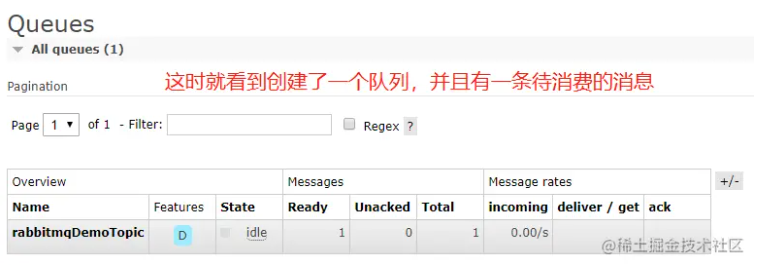 Queues
All queues (1)
Pagination
这时就看到创建了一个队列，并且有一条待消费的消息
Page 1 of 1 - Filter: Regex ?
Overview Messages Message rates +/-
Name Features State Ready Unacked Total incoming deliver / get ack
rabbitmqDemoTopic D idle 1 0 1 0.00/s
@稀土掘金技术社区